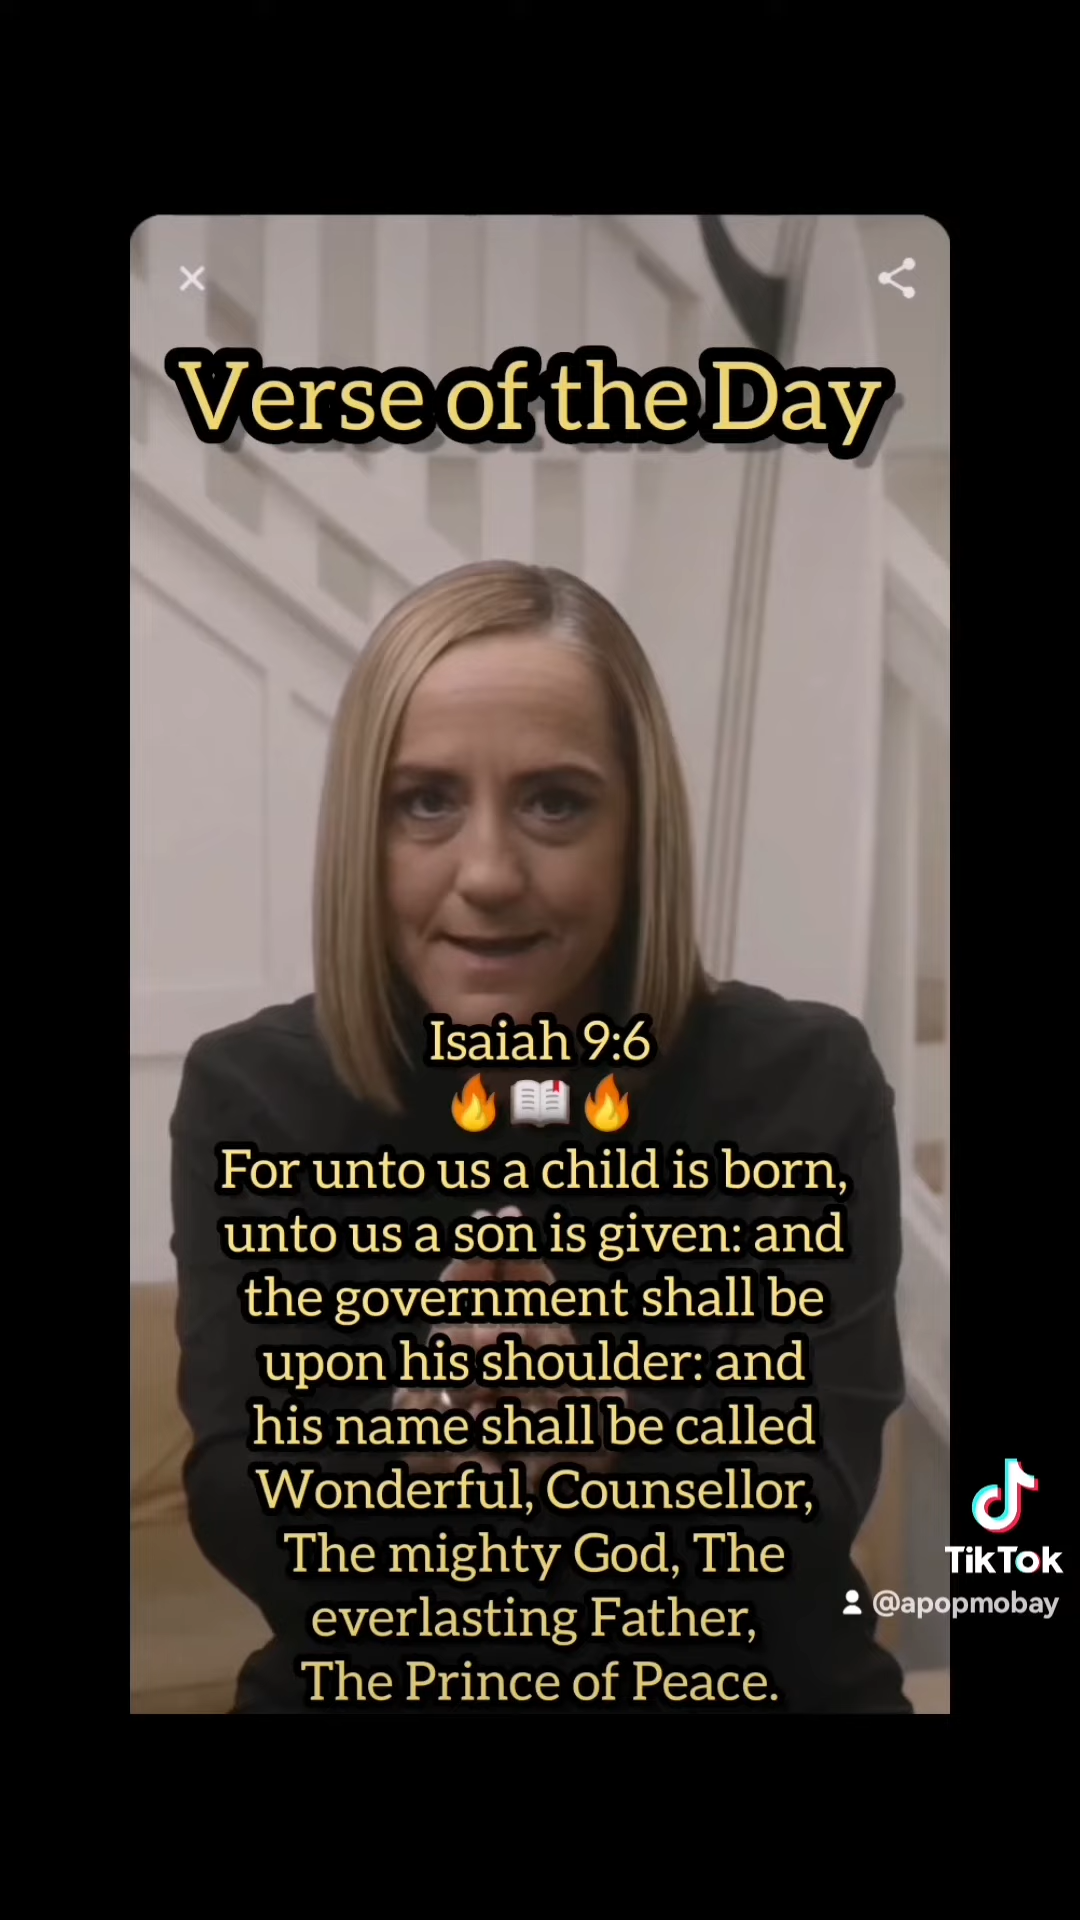 Verse of the Day
Isaiah 9:6
🔥 📖 🔥
For unto us a child is born,
unto us a son is given: and
the government shall be
upon his shoulder: and
his name shall be called
Wonderful, Counsellor,
The mighty God, The
everlasting Father,
The Prince of Peace.
TikTok
@apopmobay